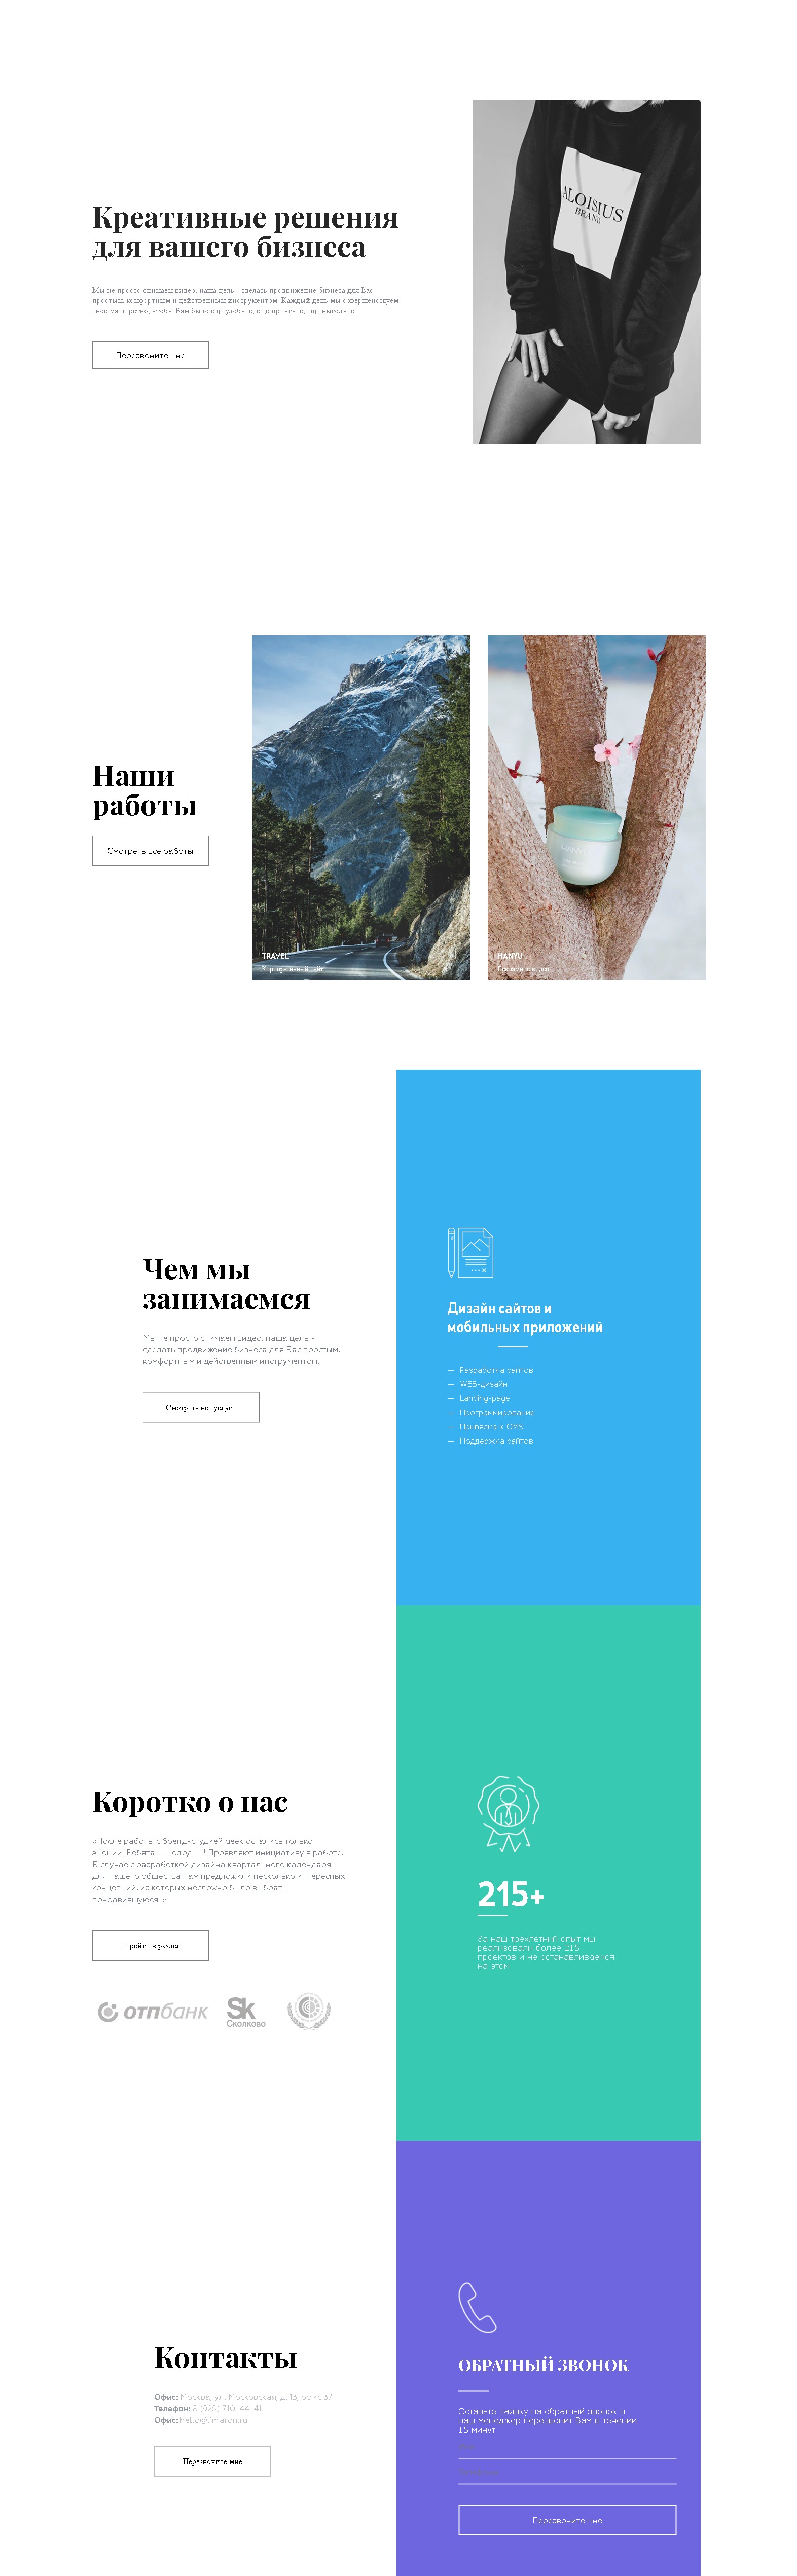 Креативные решения
для вашего бизнеса
Мы не просто снимаем видео, наша цель - сделать продвижение бизнеса для Вас
простым, комфортным и действенным инструментом. Каждый день мы совершенствуем
свое мастерство, чтобы Вам было еще удобнее, еще приятнее, еще выгоднее.
Перезвоните мне
ALOISIUS
BRAND
Наши
работы
Смотреть все работы
TRAVEL
Корпоративный сайт
HANYU
Чем мы
занимаемся
Мы не просто снимаем видео, наша цель -
сделать продвижение бизнеса для Вас простым,
комфортным и действенным инструментом.
Смотреть все услуги
Дизайн сайтов и
мобильных приложений
— Разработка сайтов
— WEB-дизайн
— Landing-page
— Программирование
— Привязка к CMS
— Поддержка сайтов
Коротко о нас
«После работы с бренд-студией geek остались только
эмоции. Ребята — молодцы! Проявляют инициативу в работе.
В случае с разработкой дизайна квартального календаря
для нашего общества нам предложили несколько интересных
концепций, из которых несложно было выбрать
понравившуюся. »
Перейти в раздел
отпбанк
Sk
Сколково
215+
За наш трехлетний опыт мы
реализовали более 215
проектов и не останавливаемся
на этом
Контакты
Офис: Москва, ул. Московская, д. 13, офис 37
Телефон: 8 (925) 710-44-41
Офис: hello@limaron.ru
Перезвоните мне
ОБРАТНЫЙ ЗВОНОК
Оставьте заявку на обратный звонок и
наш менеджер перезвонит Вам в течении
15 минут
Перезвоните мне